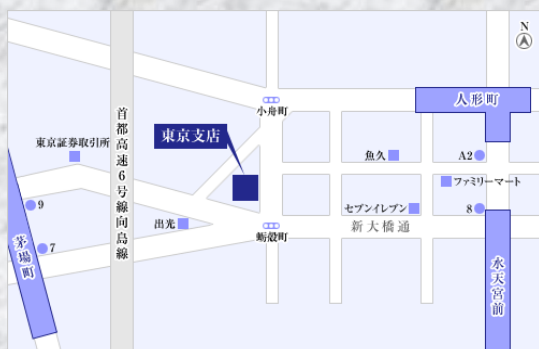 N
人形町
小舟町
首都高速6号線向島線
東京証券取引所
東京支店
魚久
A2
ファミリーマート
9
セブンイレブン
8
出光
新大橋通
蛎殻町
7
茅場町
水天宮前